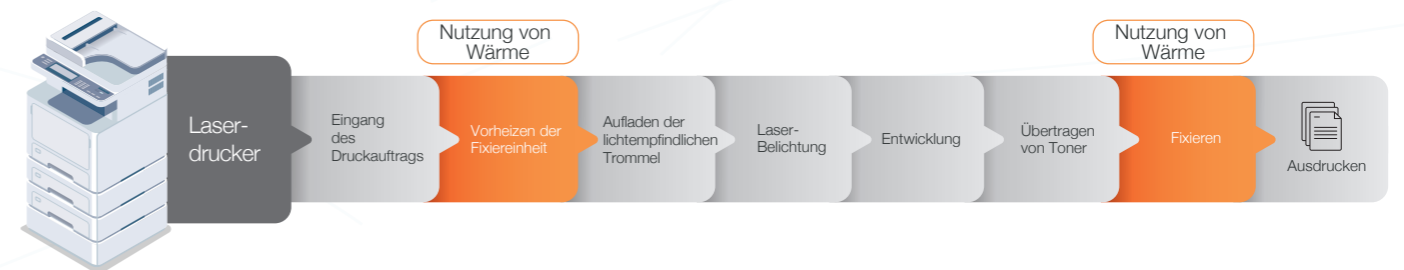 Nutzung von
Wärme
Nutzung von
Wärme
Laser-
drucker
Eingang
des
Druckauftrags
Vorheizen der
Fixiereinheit
Aufladen der
lichtempfindlichen
Trommel
Laser-
Belichtung
Entwicklung
Übertragen
von Toner
Fixieren
Ausdrucken